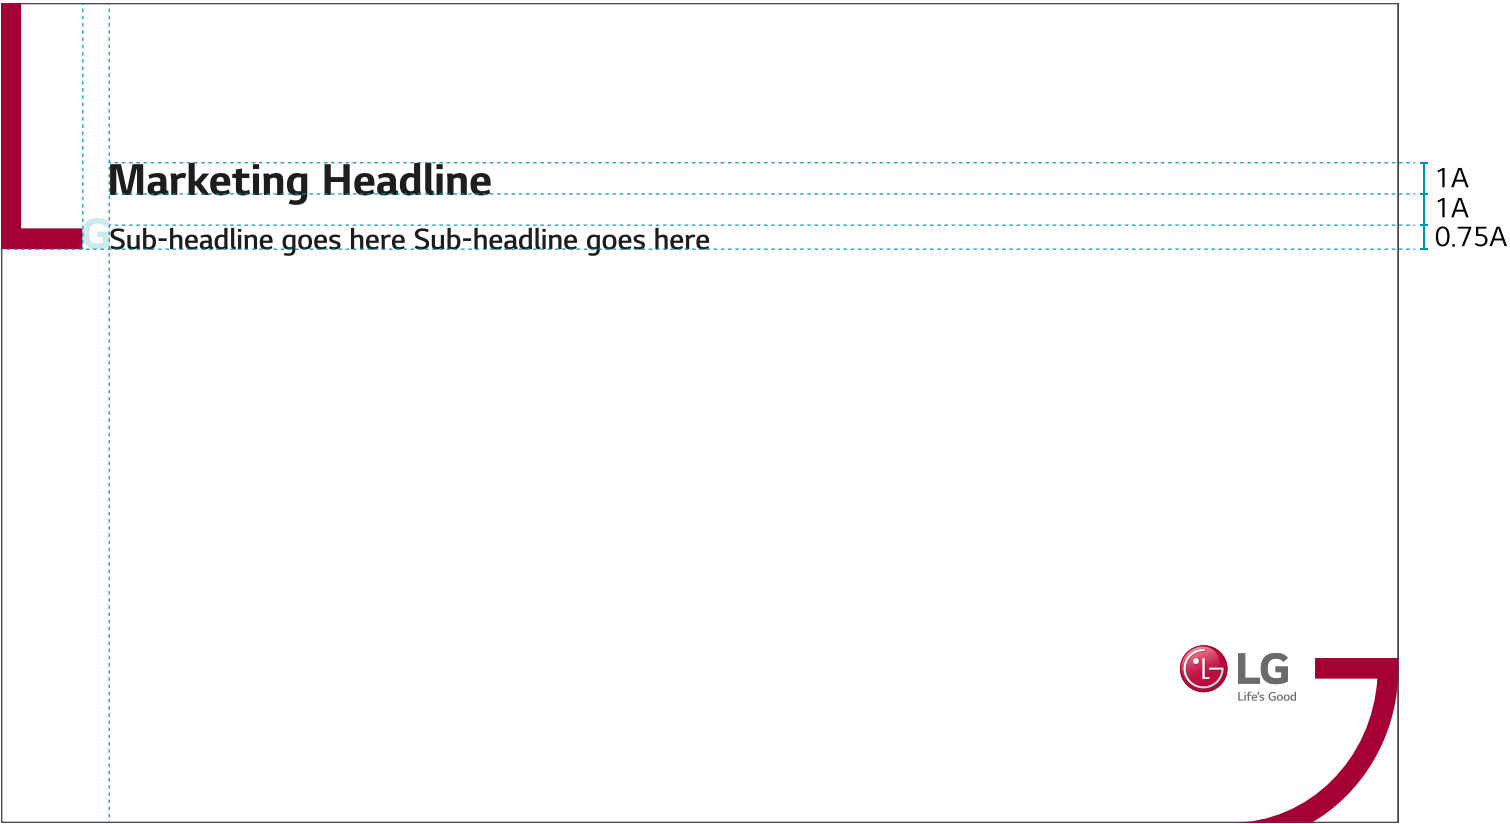 Marketing Headline
1A
1A
G
Sub-headline goes here Sub-headline goes here
0.75A
LG
Life's Good